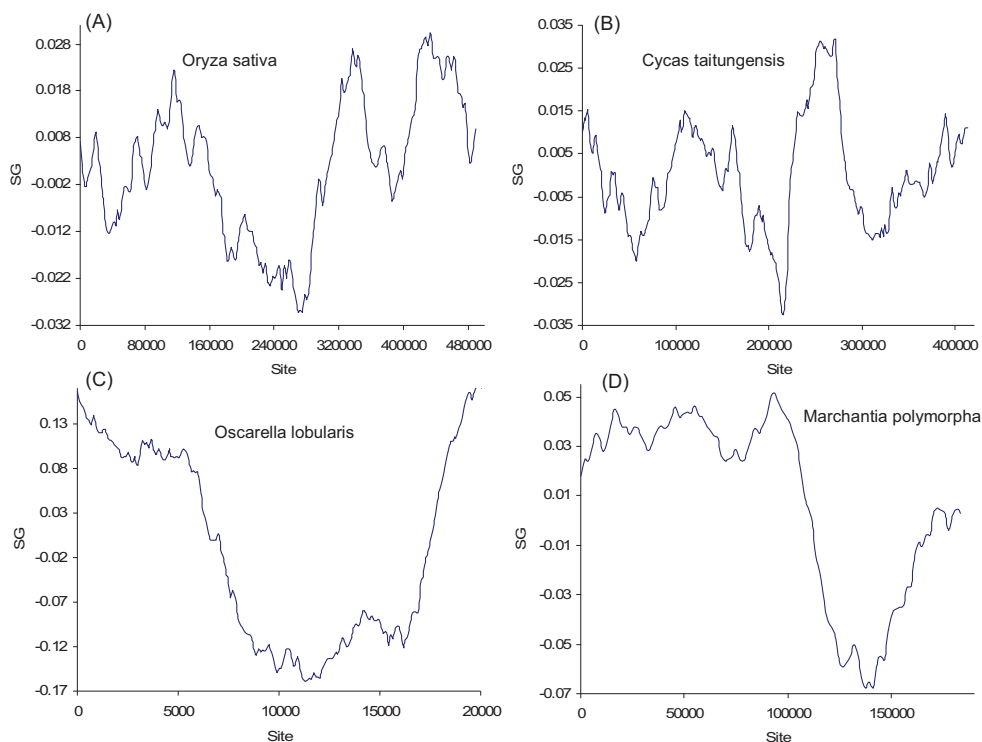 (A)
Oryza sativa
0.028
0.018
0.008
-0.002
-0.012
-0.022
-0.032
SG
0 80000 160000 240000 320000 400000 480000
Site
(B)
Cycas taitungensis
0.035
0.025
0.015
0.005
-0.005
-0.015
-0.025
-0.035
SG
0 100000 200000 300000 400000
Site
(C)
Oscarella lobularis
0.13
0.08
0.03
-0.02
-0.07
-0.12
-0.17
SG
0 5000 10000 15000 20000
Site
(D)
Marchantia polymorpha
0.05
0.03
0.01
-0.01
-0.03
-0.05
-0.07
SG
0 50000 100000 150000
Site